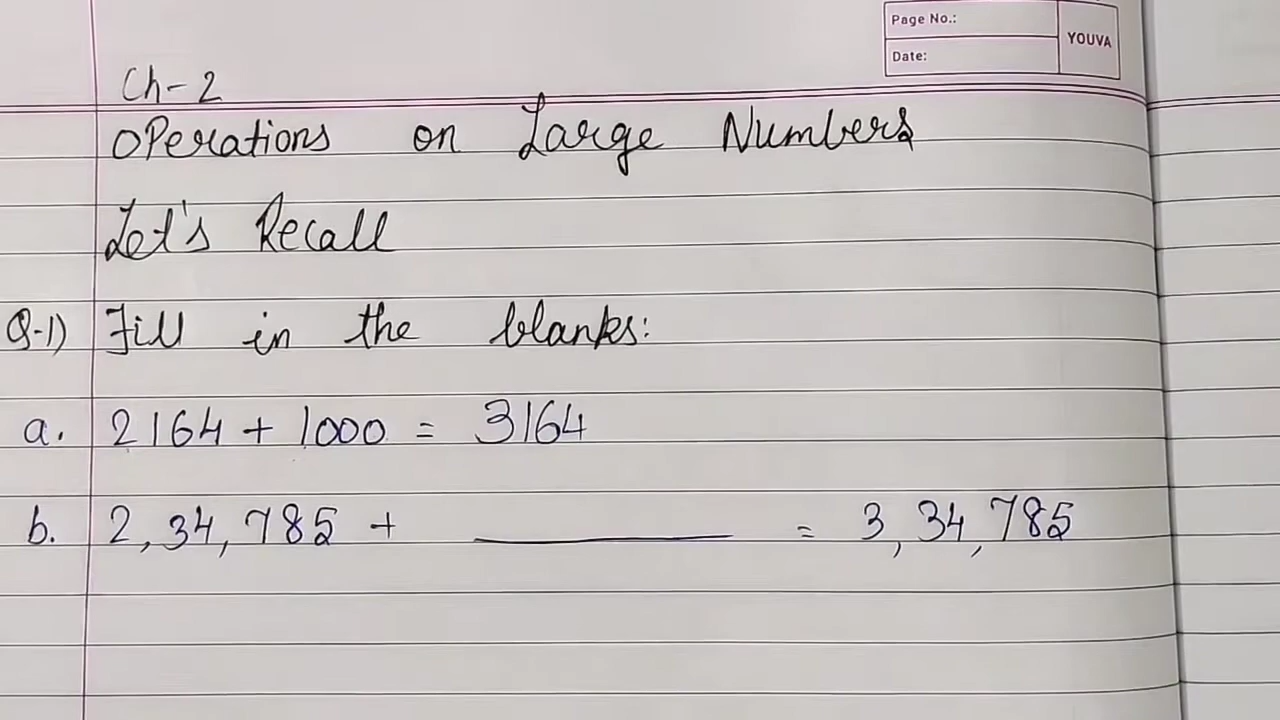 Page No.:
YOUVA
Date:
Ch-2
Operations on Large Numbers
Let's Recall
Q-1) Fill in the blanks:
a. 2164 + 1000 = 3164
b. 2,34,785 + ________ = 3,34,785